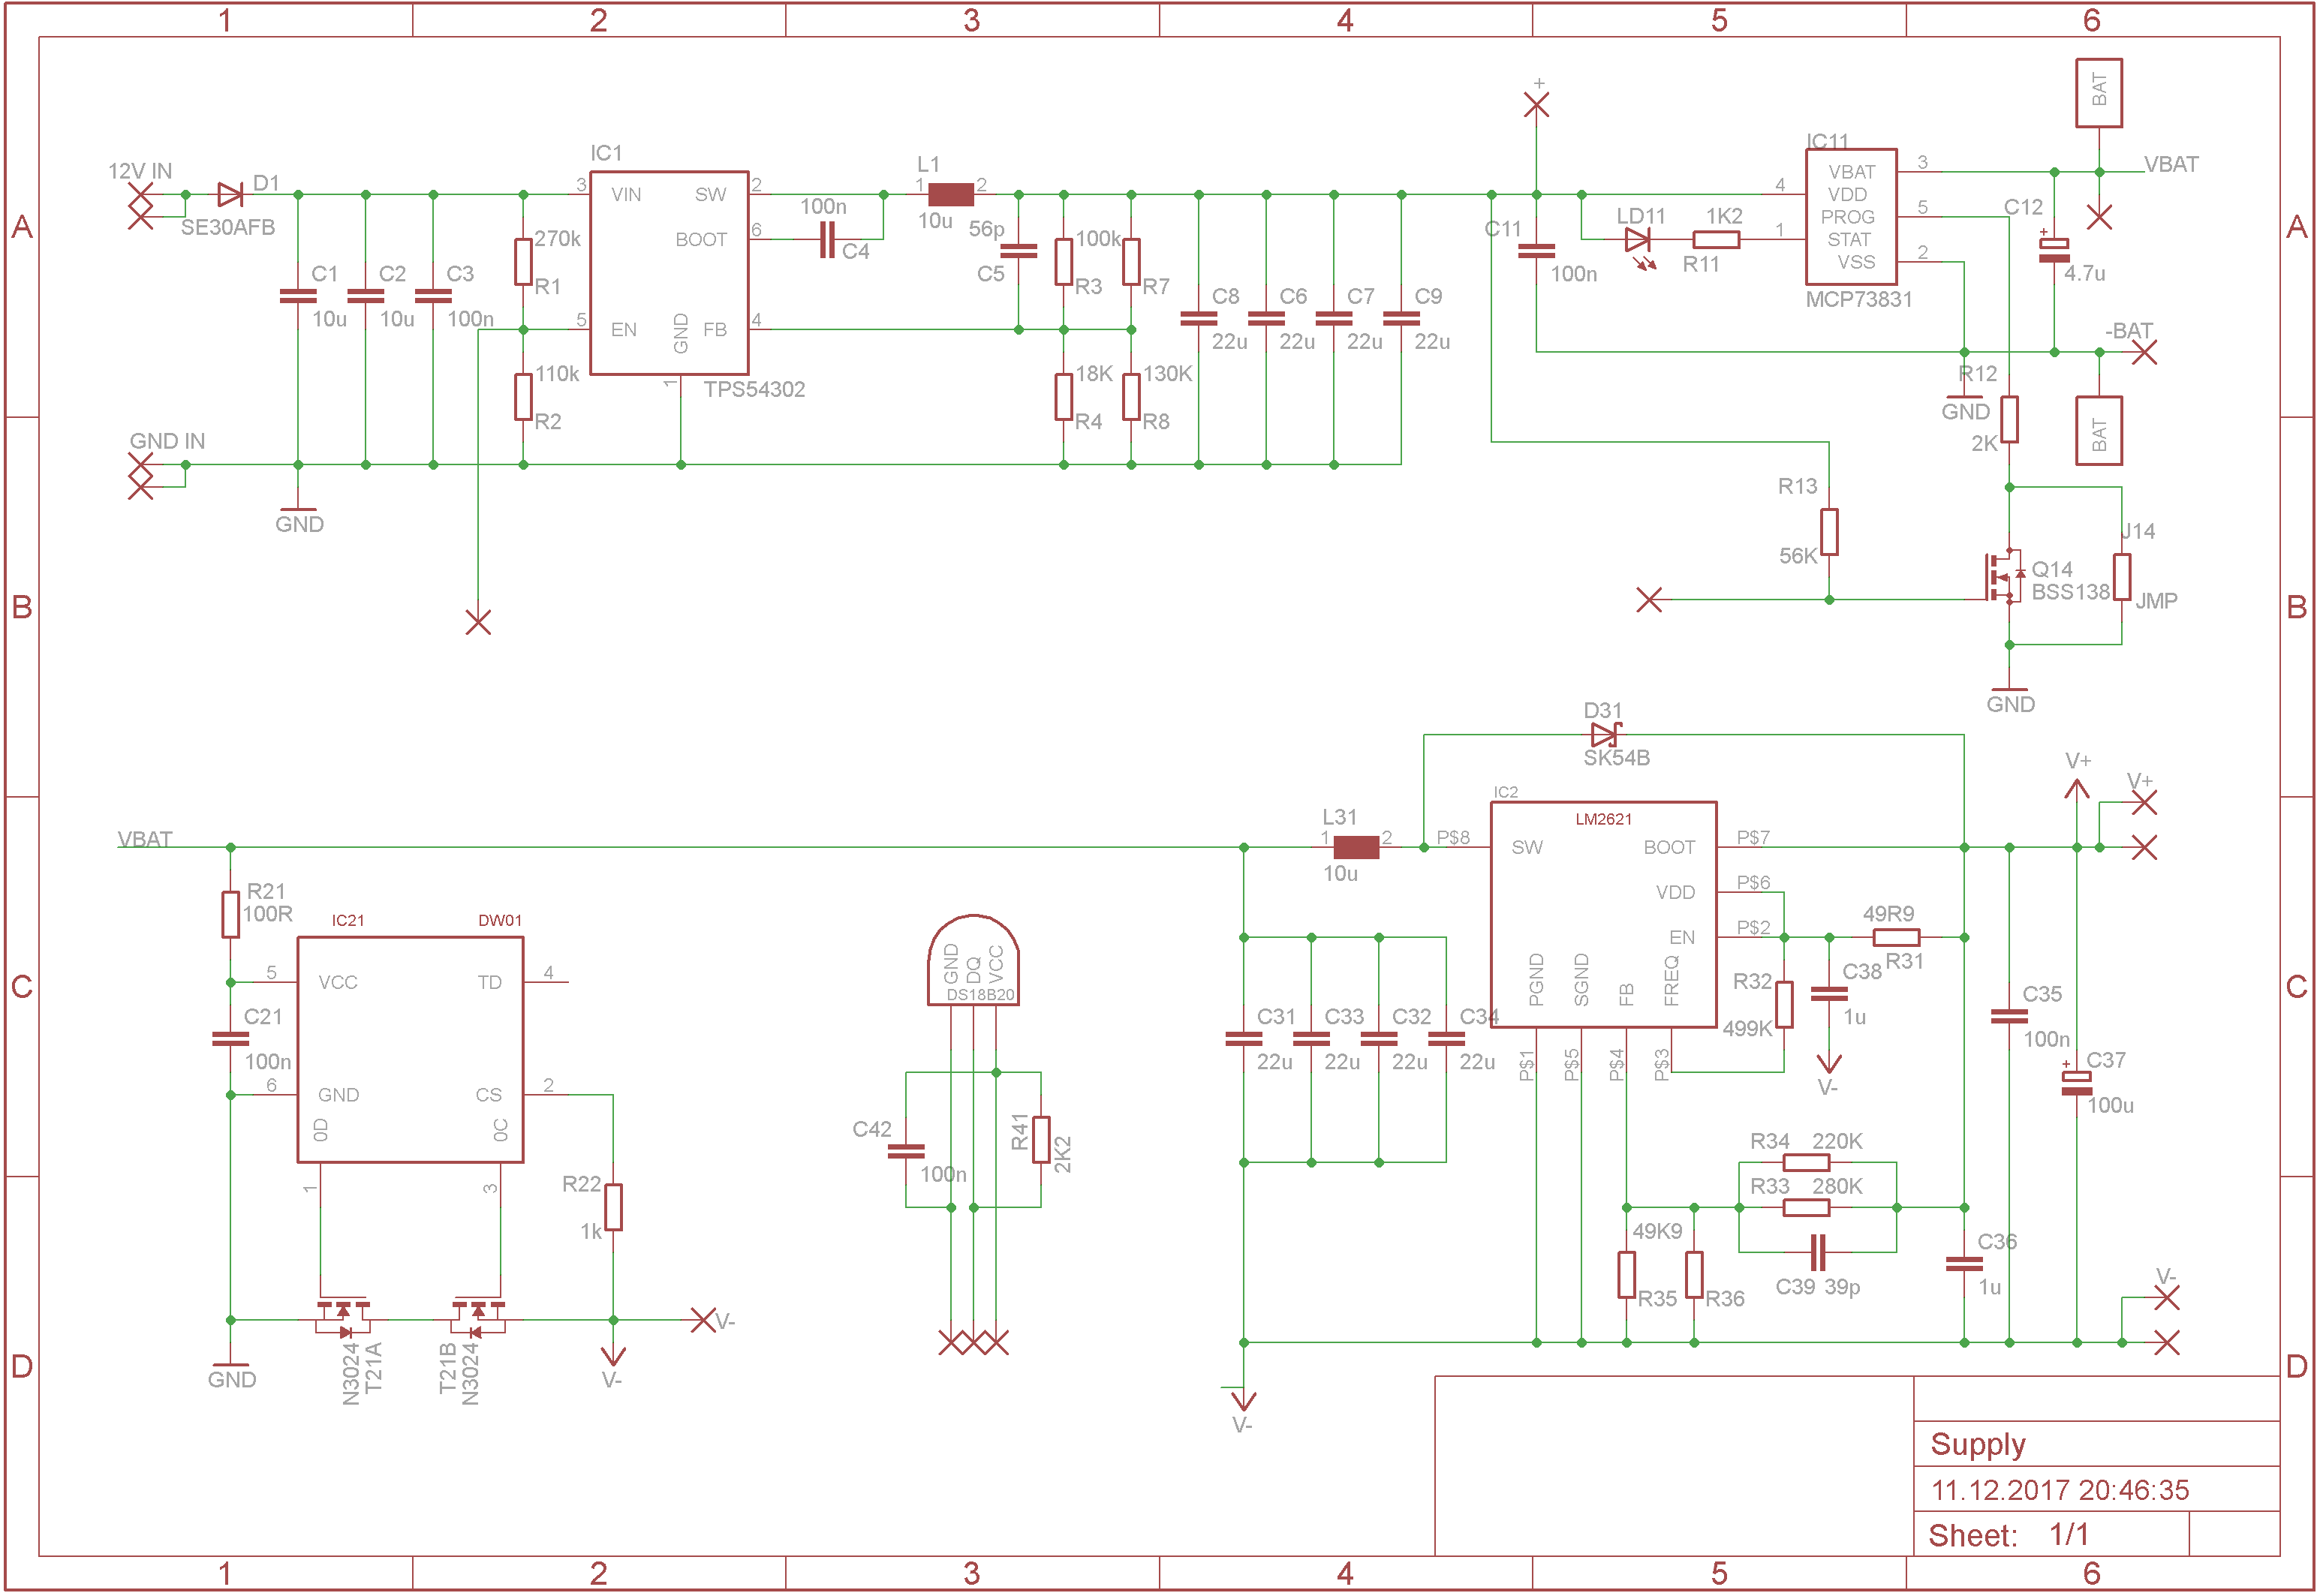 1 2 3 4 5 6
A
B
C
D
A
B
C
D
1 2 3 4 5 6
12V IN
D1
SE30AFB
C1
10u
C2
10u
C3
100n
270k
R1
110k
R2
GND IN
GND
IC1
3 VIN
SW 2
BOOT 6
5 EN
GND
FB 4
1
TPS54302
100n
C4
L1
1 2
10u
56p
C5
100k
R3
R7
18K
R4
130K
R8
C8
22u
C6
22u
C7
22u
C9
22u
+
C11
100n
LD11
1K2
R11
IC11
VBAT 3
4 VDD
PROG 5
1 STAT
VSS 2
MCP73831
BAT
VBAT
C12
+
4.7u
-BAT
BAT
GND
R12
2K
R13
56K
Q14
BSS138
J14
JMP
GND
VBAT
R21
100R
C21
100n
IC21 DW01
5 VCC
TD 4
6 GND
CS 2
0D
0C
1
3
R22
1k
N3024
T21A
T21B
N3024
GND
V-
V-
GND
DQ
VCC
DS18B20
C42
100n
R41
2K2
D31
SK54B
L31
1 2
10u
IC2
LM2621
P$8 SW
BOOT P$7
VDD P$6
EN P$2
PGND
SGND
FB
FREQ
P$1
P$5
P$4
P$3
C31
22u
C33
22u
C32
22u
C34
22u
R32
499K
C38
1u
V-
49R9
R31
C35
100n
C37
+
100u
V+
V+
R34 220K
R33 280K
C39 39p
49K9
R35
R36
C36
1u
V-
V-
Supply
11.12.2017 20:46:35
Sheet: 1/1